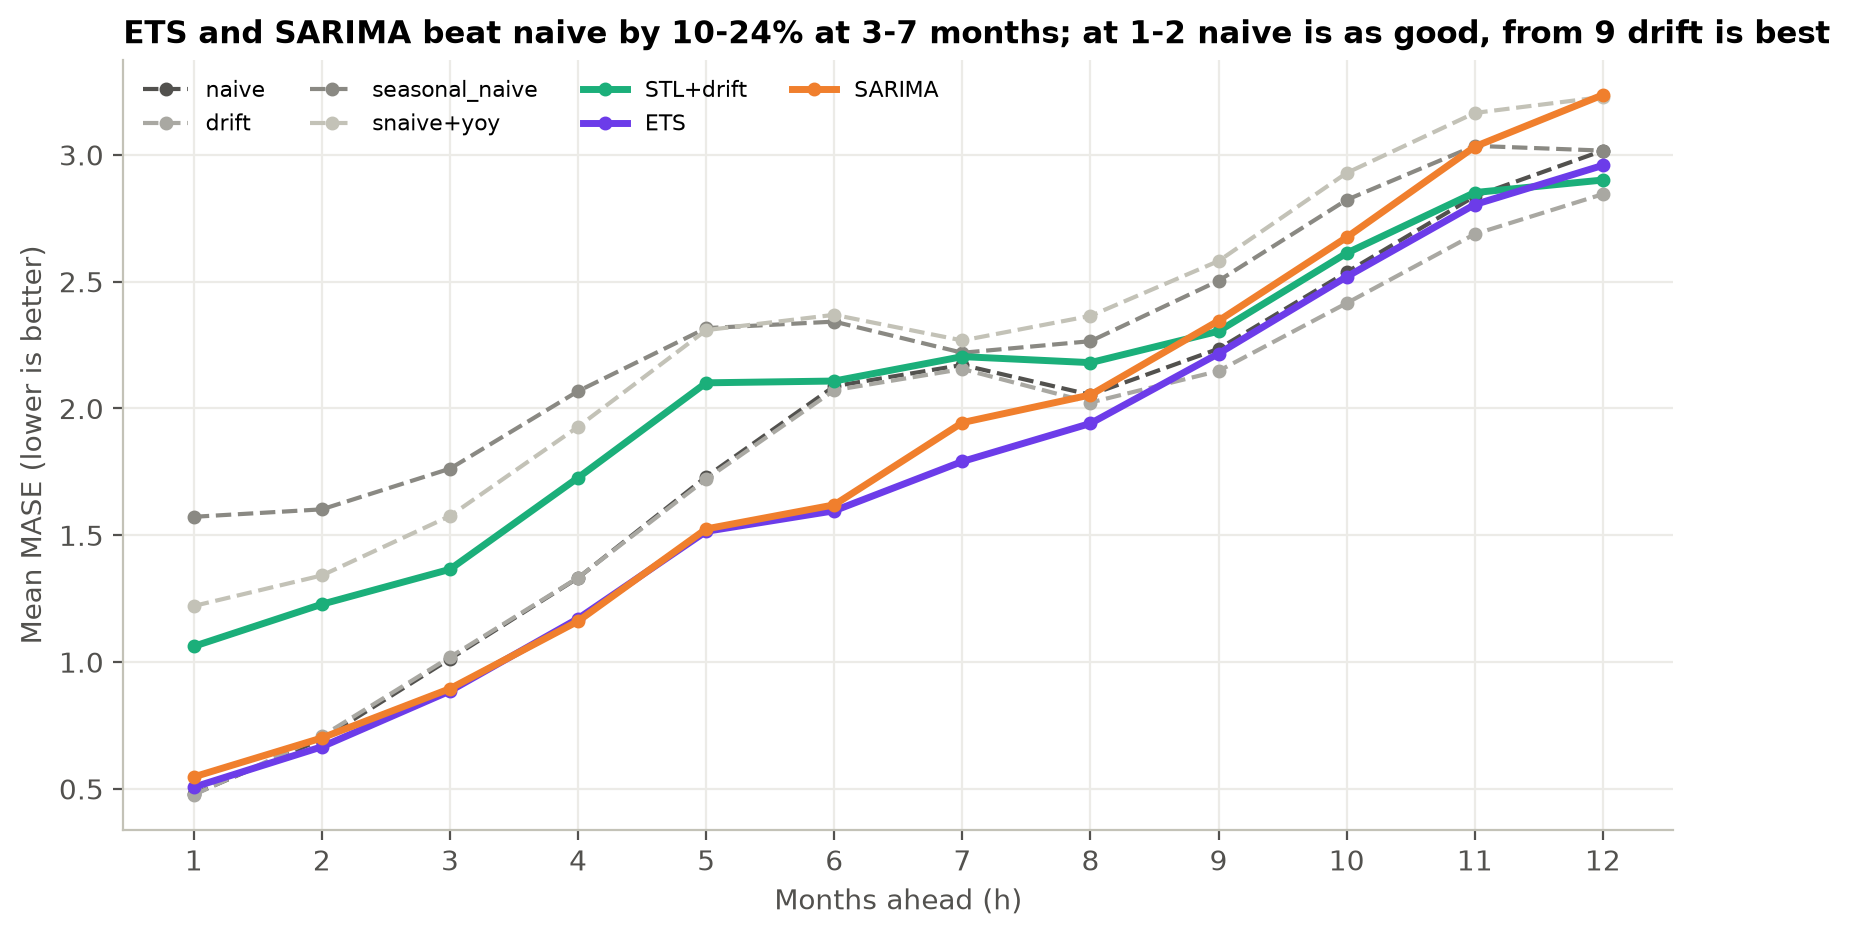 ETS and SARIMA beat naive by 10-24% at 3-7 months; at 1-2 naive is as good, from 9 drift is best
naive seasonal_naive STL+drift SARIMA
drift snaive+yoy ETS
Mean MASE (lower is better)
3.0
2.5
2.0
1.5
1.0
0.5
1 2 3 4 5 6 7 8 9 10 11 12
Months ahead (h)